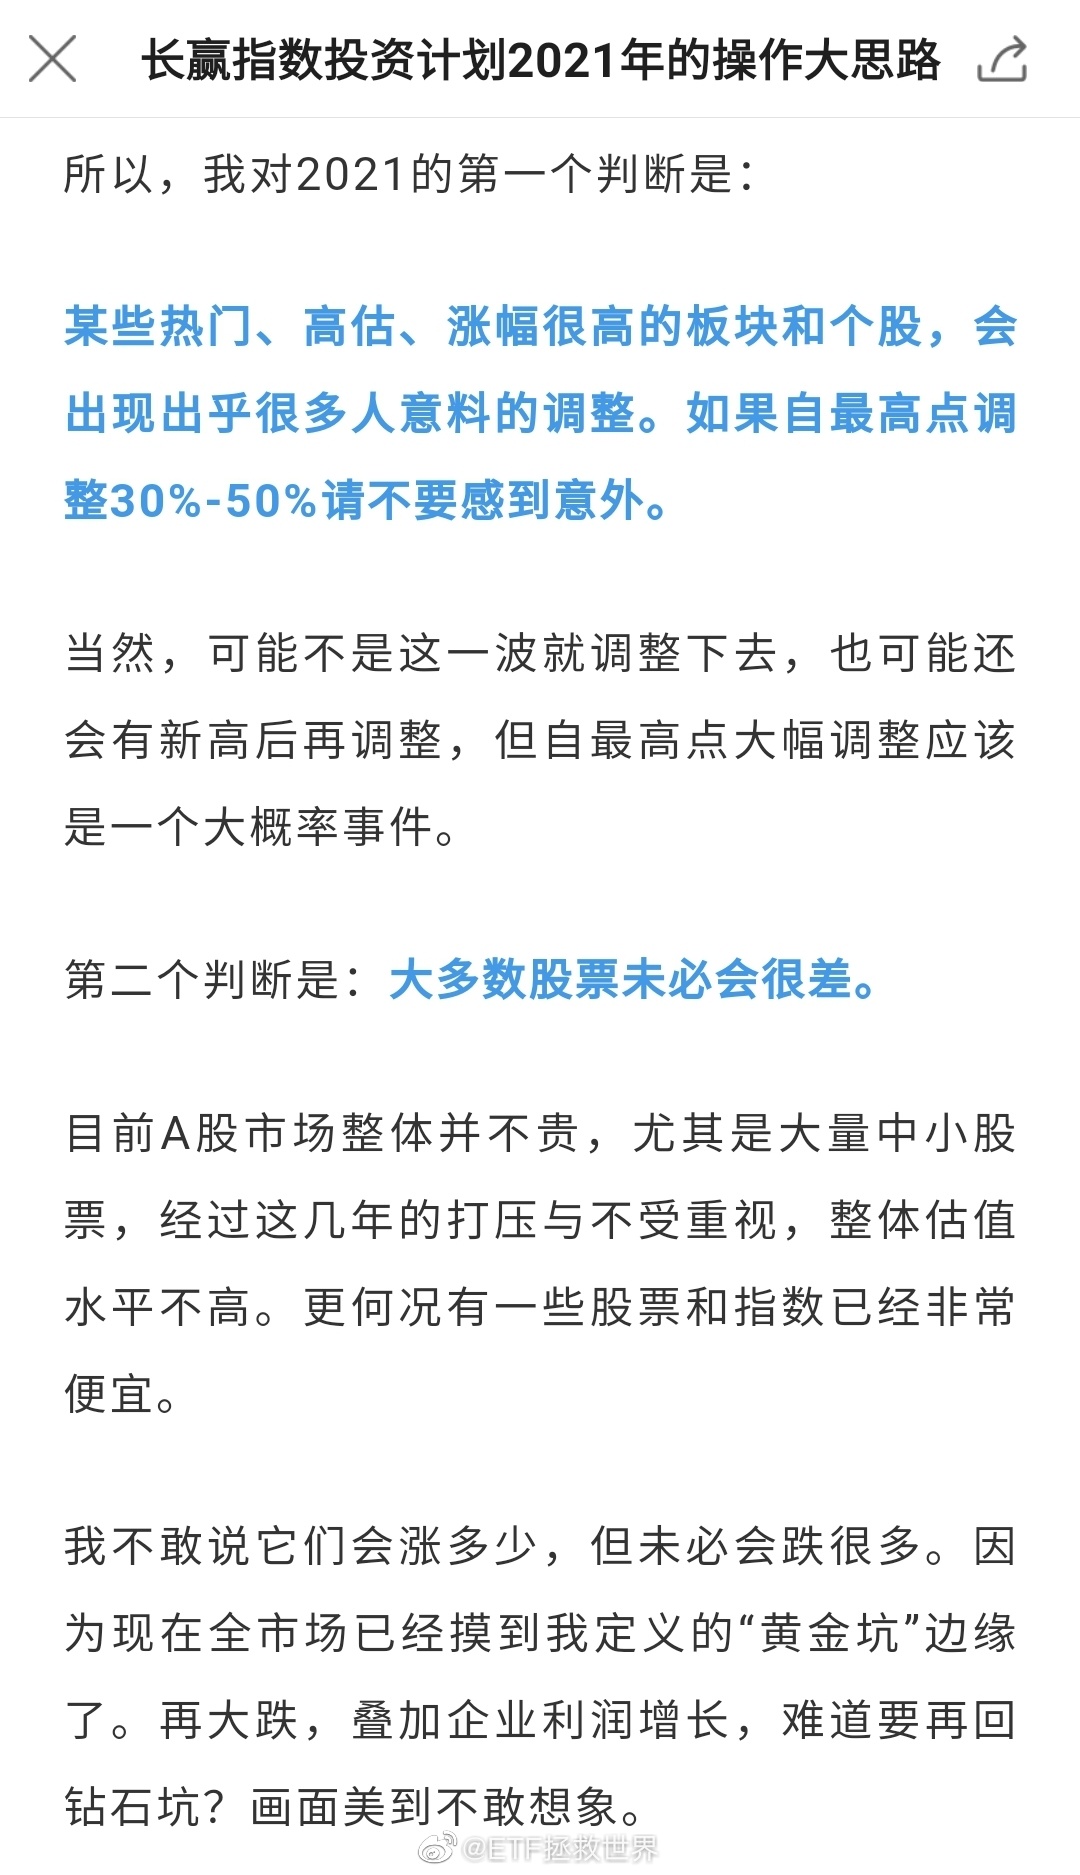 长赢指数投资计划2021年的操作大思路
所以，我对2021的第一个判断是：
某些热门、高估、涨幅很高的板块和个股，会
出现出乎很多人意料的调整。如果自最高点调
整30%-50%请不要感到意外。
当然，可能不是这一波就调整下去，也可能还
会有新高后再调整，但自最高点大幅调整应该
是一个大概率事件。
第二个判断是：大多数股票未必会很差。
目前A股市场整体并不贵，尤其是大量中小股
票，经过这几年的打压与不受重视，整体估值
水平不高。更何况有一些股票和指数已经非常
便宜。
我不敢说它们会涨多少，但未必会跌很多。因
为现在全市场已经摸到我定义的“黄金坑”边缘
了。再大跌，叠加企业利润增长，难道要再回
钻石坑？画面美到不敢想象。
@ETF拯救世界